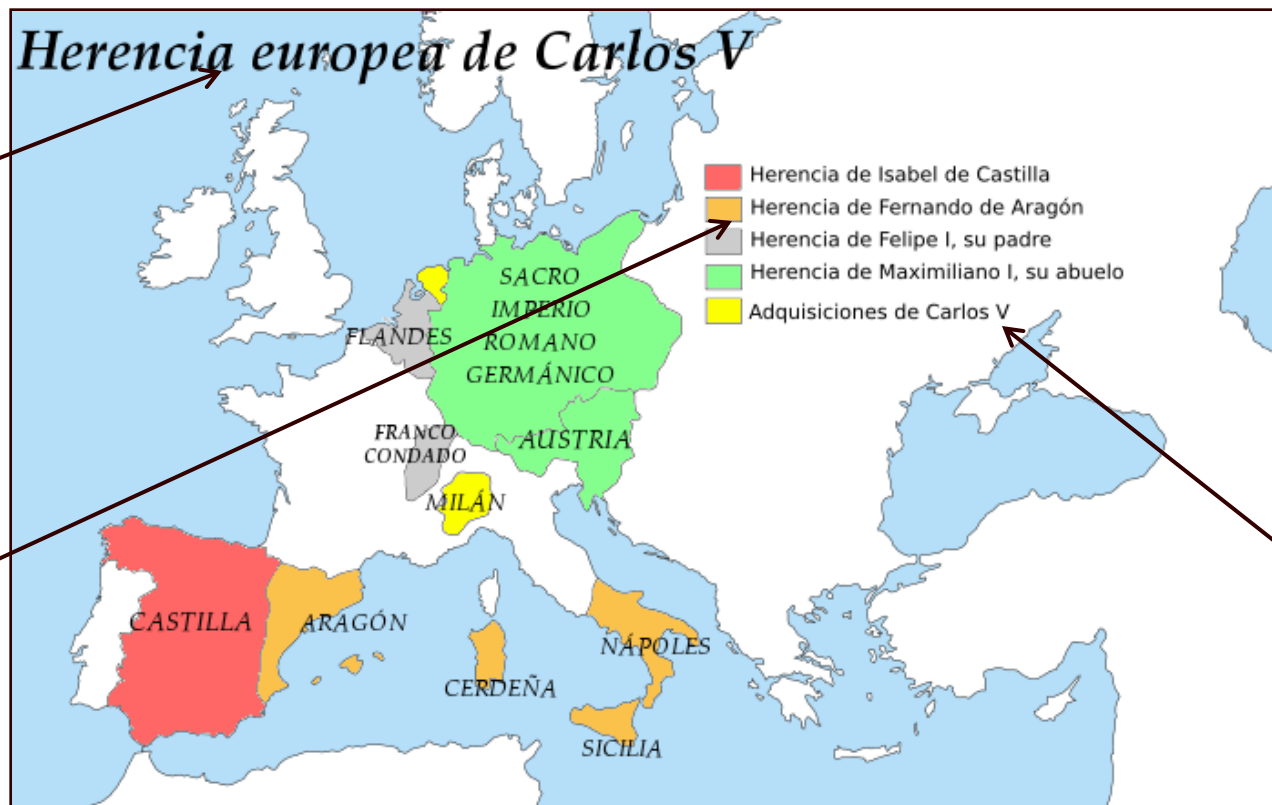 Herencia europea de Carlos V
Herencia de Isabel de Castilla
Herencia de Fernando de Aragón
Herencia de Felipe I, su padre
Herencia de Maximiliano I, su abuelo
Adquisiciones de Carlos V
SACRO
IMPERIO
ROMANO
GERMÁNICO
FLANDES
FRANCO
CONDADO
AUSTRIA
MILÁN
CASTILLA
ARAGÓN
CERDEÑA
NÁPOLES
SICILIA